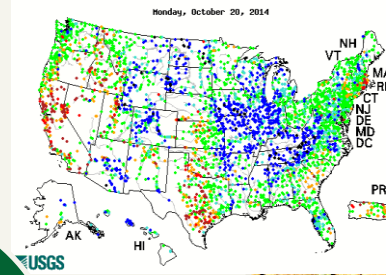 Monday, October 20, 2014
NH
VT
MA
RI
CT
NJ
DE
MD
DC
PR
AK
HI
USGS